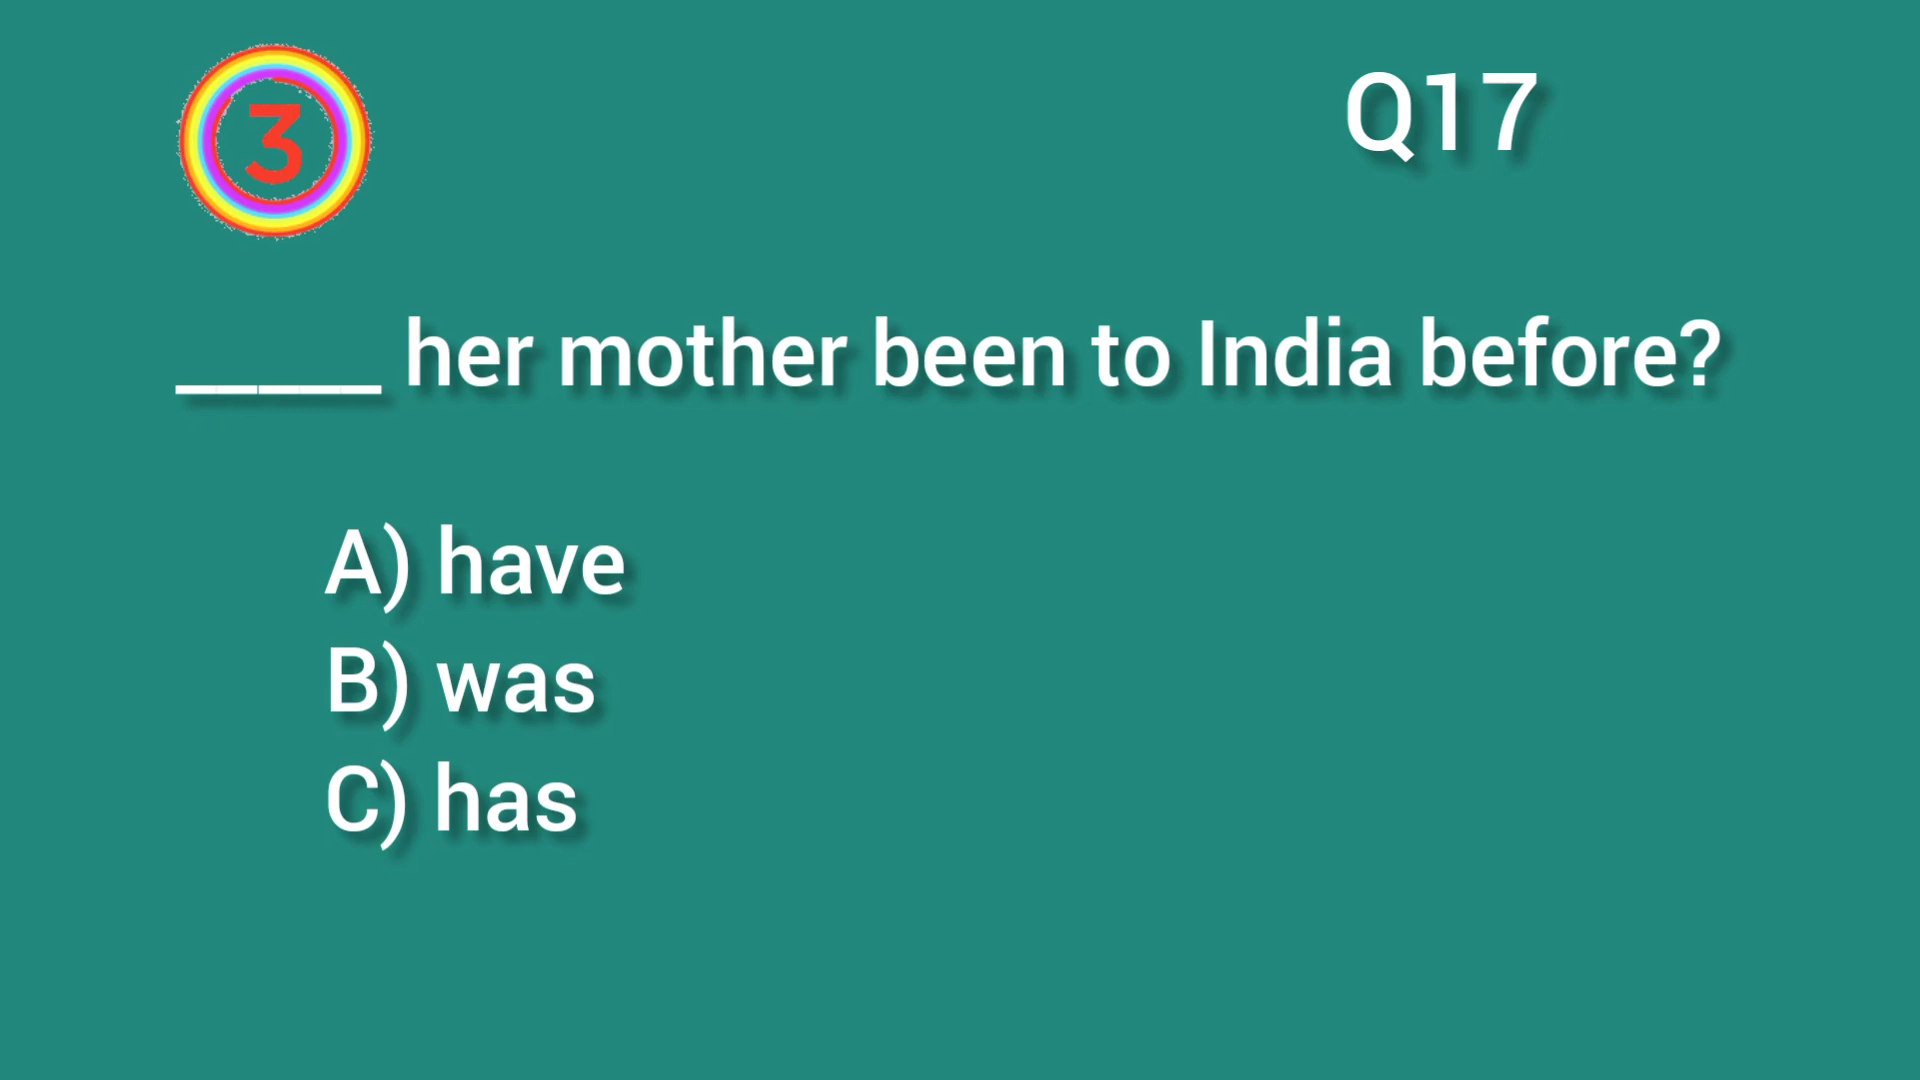 3
Q17
_____ her mother been to India before?
A) have
B) was
C) has